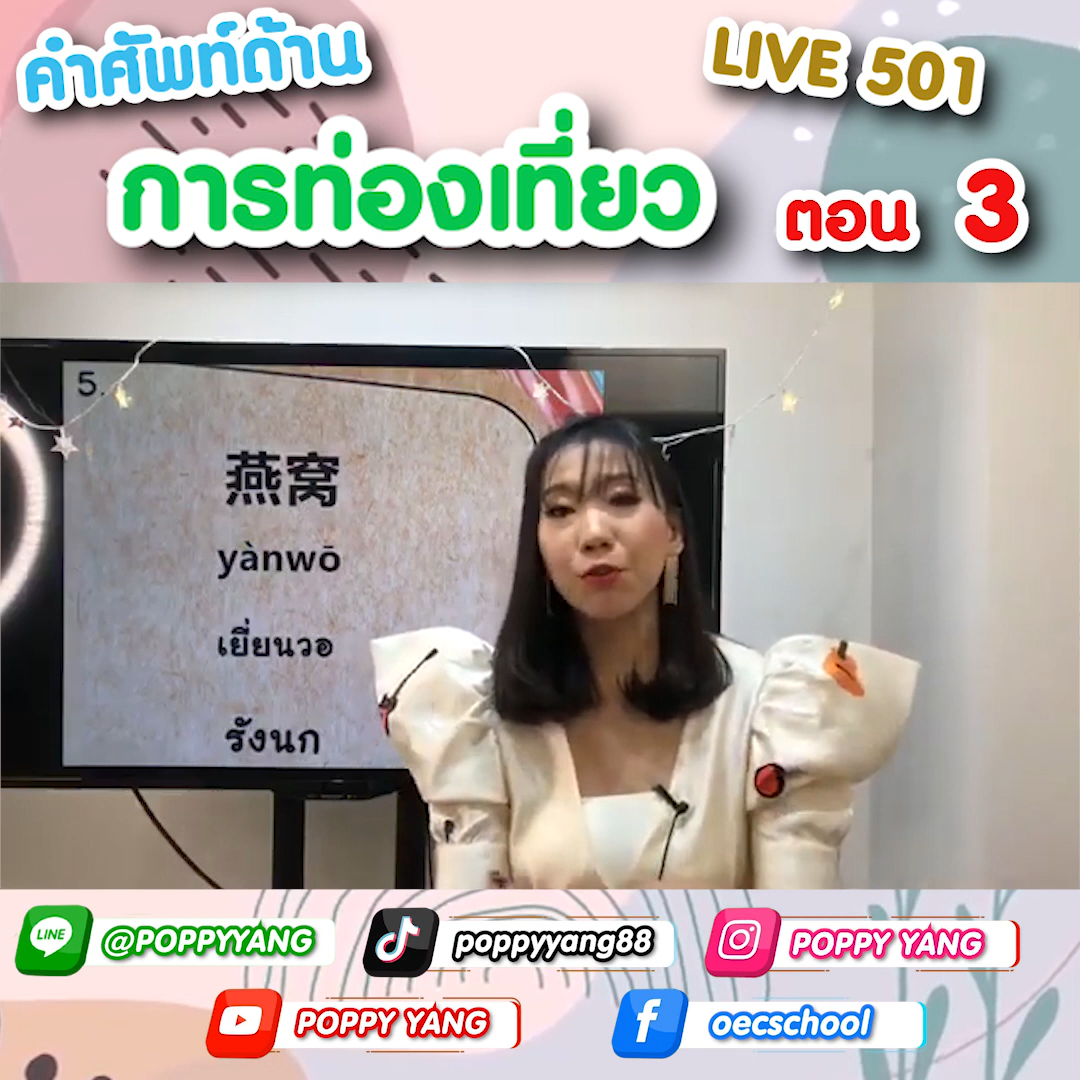 คำศัพท์ด้าน
LIVE 501
การท่องเที่ยว ตอน 3
5.
燕窝
yànwō
เยี่ยนวอ
รังนก
LINE @POPPYYANG
poppyyang88
POPPY YANG
POPPY YANG
oecschool